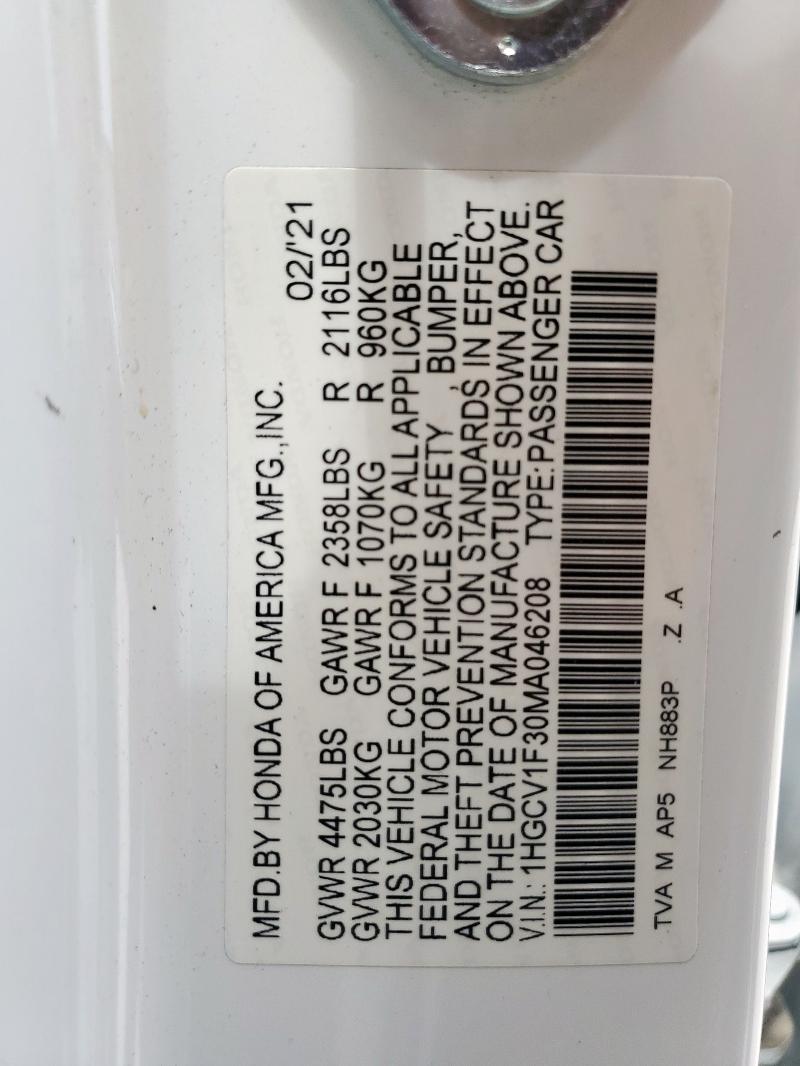 MFD.BY HONDA OF AMERICA MFG.,INC. 02/'21
GVWR 4475LBS GAWR F 2358LBS R 2116LBS
GVWR 2030KG GAWR F 1070KG R 960KG
THIS VEHICLE CONFORMS TO ALL APPLICABLE
FEDERAL MOTOR VEHICLE SAFETY, BUMPER,
AND THEFT PREVENTION STANDARDS IN EFFECT
ON THE DATE OF MANUFACTURE SHOWN ABOVE.
V.I.N.: 1HGCV1F30MA046208 TYPE:PASSENGER CAR
TVA M AP5 NH883P .Z .A